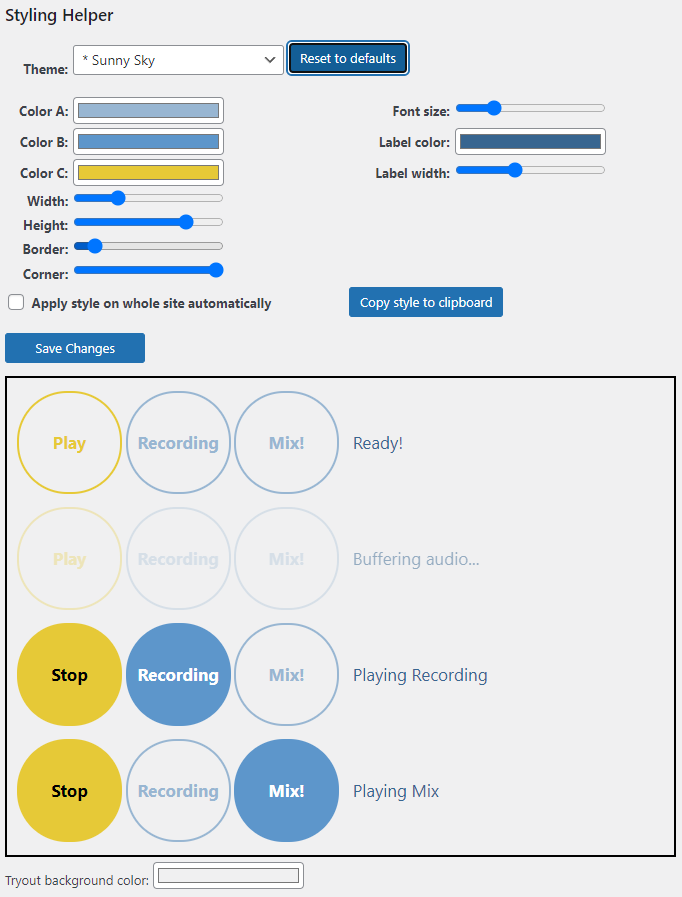 Styling Helper
Theme: * Sunny Sky Reset to defaults
Color A: Font size:
Color B: Label color:
Color C: Label width:
Width:
Height:
Border:
Corner:
Apply style on whole site automatically Copy style to clipboard
Save Changes
Play Recording Mix! Ready!
Play Recording Mix! Buffering audio...
Stop Recording Mix! Playing Recording
Stop Recording Mix! Playing Mix
Tryout background color: